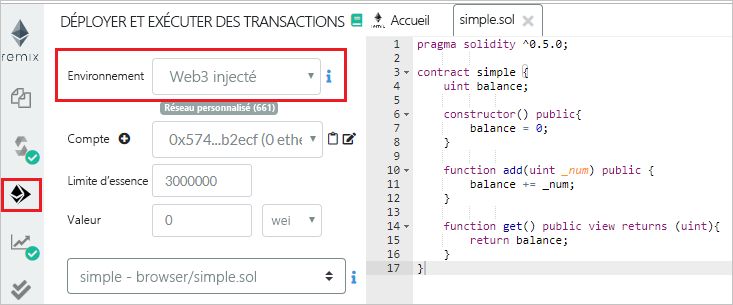 remix
DÉPLOYER ET EXÉCUTER DES TRANSACTIONS
Environnement
Web3 injecté
i
Réseau personnalisé (661)
Compte
0x574...b2ecf (0 ethe
Limite d'essence
3000000
Valeur
0
wei
simple - browser/simple.sol
i
Accueil
simple.sol
1 pragma solidity ^0.5.0;
2
3 contract simple {
4 uint balance;
5
6 constructor() public{
7 balance = 0;
8 }
9
10 function add(uint _num) public {
11 balance += _num;
12 }
13
14 function get() public view returns (uint){
15 return balance;
16 }
17 }